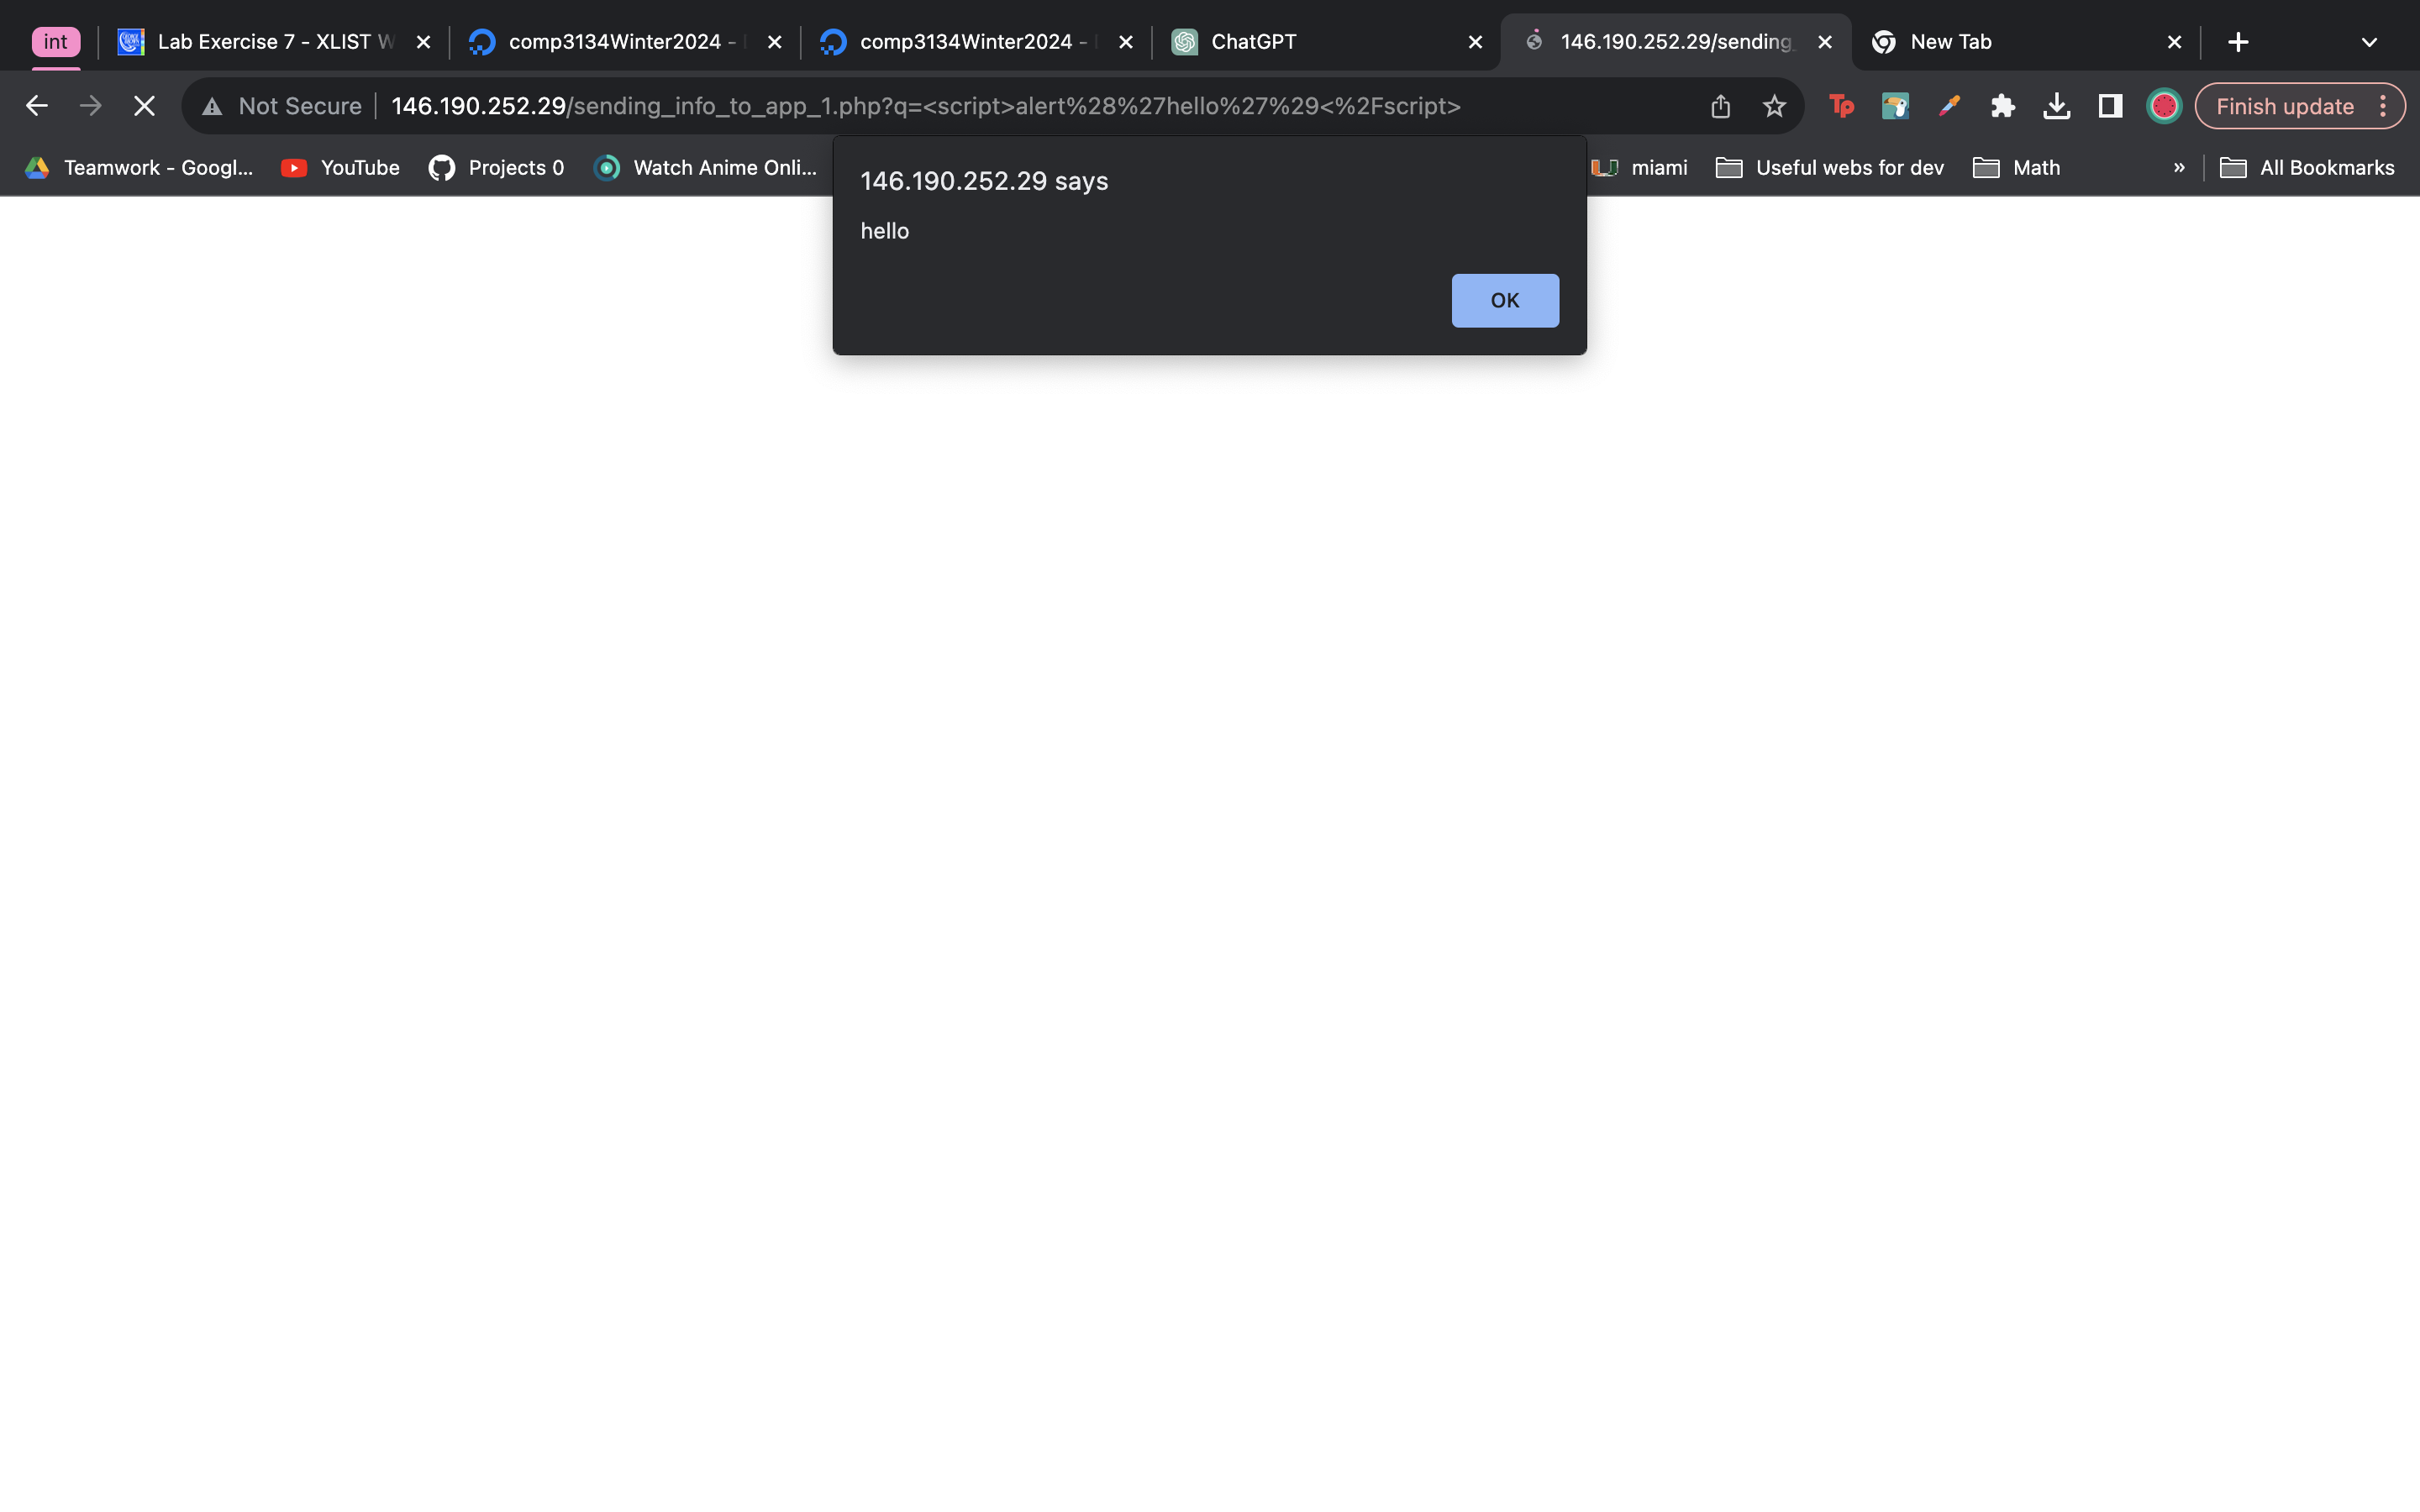 int
Lab Exercise 7 - XLIST W
comp3134Winter2024 -
comp3134Winter2024 -
ChatGPT
146.190.252.29/sending_
New Tab
Not Secure
146.190.252.29/sending_info_to_app_1.php?q=<script>alert%28%27hello%27%29<%2Fscript>
Tp
Finish update
Teamwork - Googl...
YouTube
Projects 0
Watch Anime Onli...
miami
Useful webs for dev
Math
»
All Bookmarks
146.190.252.29 says
hello
OK